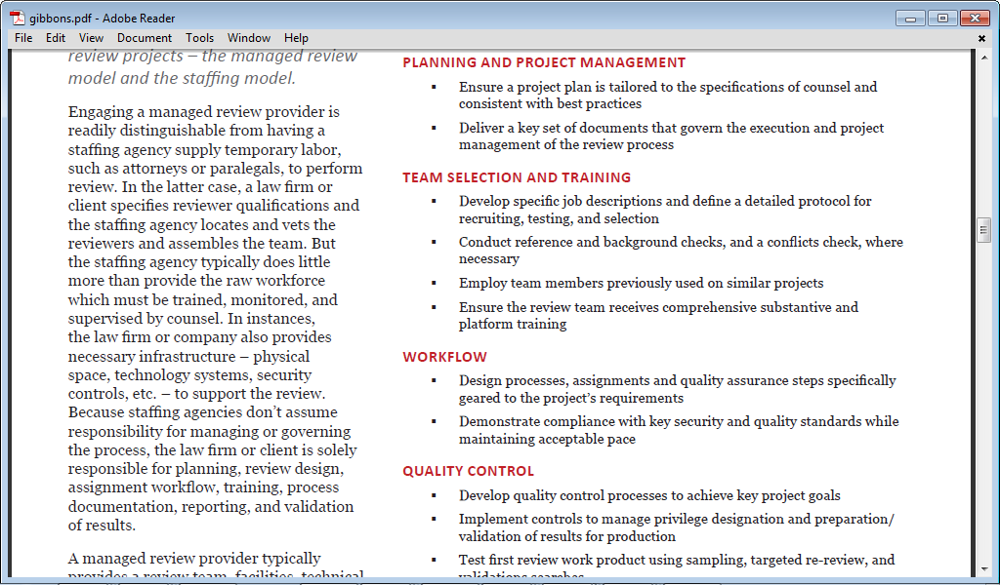 gibbons.pdf - Adobe Reader
File Edit View Document Tools Window Help
review projects – the managed review
model and the staffing model.
Engaging a managed review provider is
readily distinguishable from having a
staffing agency supply temporary labor,
such as attorneys or paralegals, to perform
review. In the latter case, a law firm or
client specifies reviewer qualifications and
the staffing agency locates and vets the
reviewers and assembles the team. But
the staffing agency typically does little
more than provide the raw workforce
which must be trained, monitored, and
supervised by counsel. In instances,
the law firm or company also provides
necessary infrastructure – physical
space, technology systems, security
controls, etc. – to support the review.
Because staffing agencies don’t assume
responsibility for managing or governing
the process, the law firm or client is solely
responsible for planning, review design,
assignment workflow, training, process
documentation, reporting, and validation
of results.
A managed review provider typically
provides a review team, facilities, technical
PLANNING AND PROJECT MANAGEMENT
▪ Ensure a project plan is tailored to the specifications of counsel and
consistent with best practices
▪ Deliver a key set of documents that govern the execution and project
management of the review process
TEAM SELECTION AND TRAINING
▪ Develop specific job descriptions and define a detailed protocol for
recruiting, testing, and selection
▪ Conduct reference and background checks, and a conflicts check, where
necessary
▪ Employ team members previously used on similar projects
▪ Ensure the review team receives comprehensive substantive and
platform training
WORKFLOW
▪ Design processes, assignments and quality assurance steps specifically
geared to the project’s requirements
▪ Demonstrate compliance with key security and quality standards while
maintaining acceptable pace
QUALITY CONTROL
▪ Develop quality control processes to achieve key project goals
▪ Implement controls to manage privilege designation and preparation/
validation of results for production
▪ Test first review work product using sampling, targeted re-review, and
validations searches